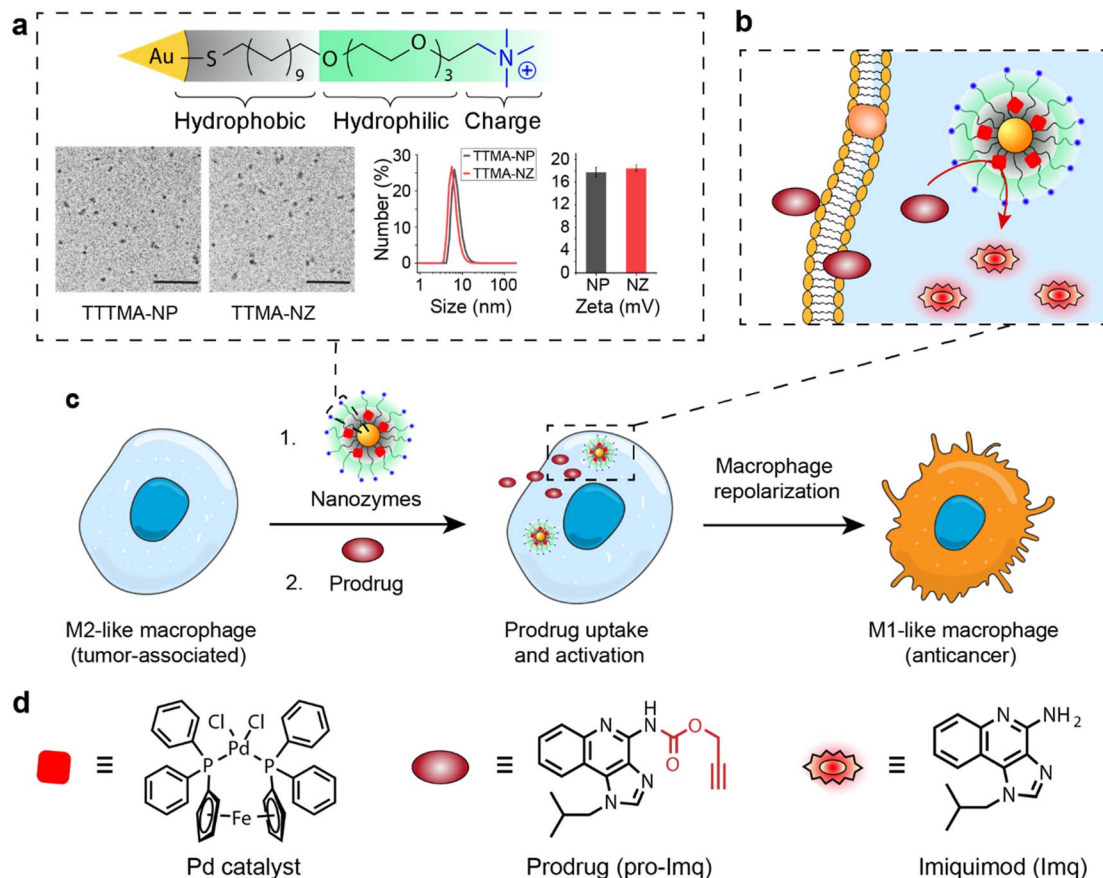 a
Au
S
9
O
O
3
N
⊕
Hydrophobic
Hydrophilic
Charge
TTTMA-NP
TTMA-NZ
Number (%)
30
20
10
0
TTMA-NP
TTMA-NZ
1
10
100
Size (nm)
20
16
12
8
4
0
NP
NZ
Zeta (mV)
b
c
M2-like macrophage
(tumor-associated)
1.
Nanozymes
2.
Prodrug
Prodrug uptake
and activation
Macrophage
repolarization
M1-like macrophage
(anticancer)
d
≡
Cl
Cl
Pd
P
P
Fe
Pd catalyst
≡
N
H
N
O
O
N
N
Prodrug (pro-Imq)
≡
N
NH2
N
N
Imiquimod (Imq)